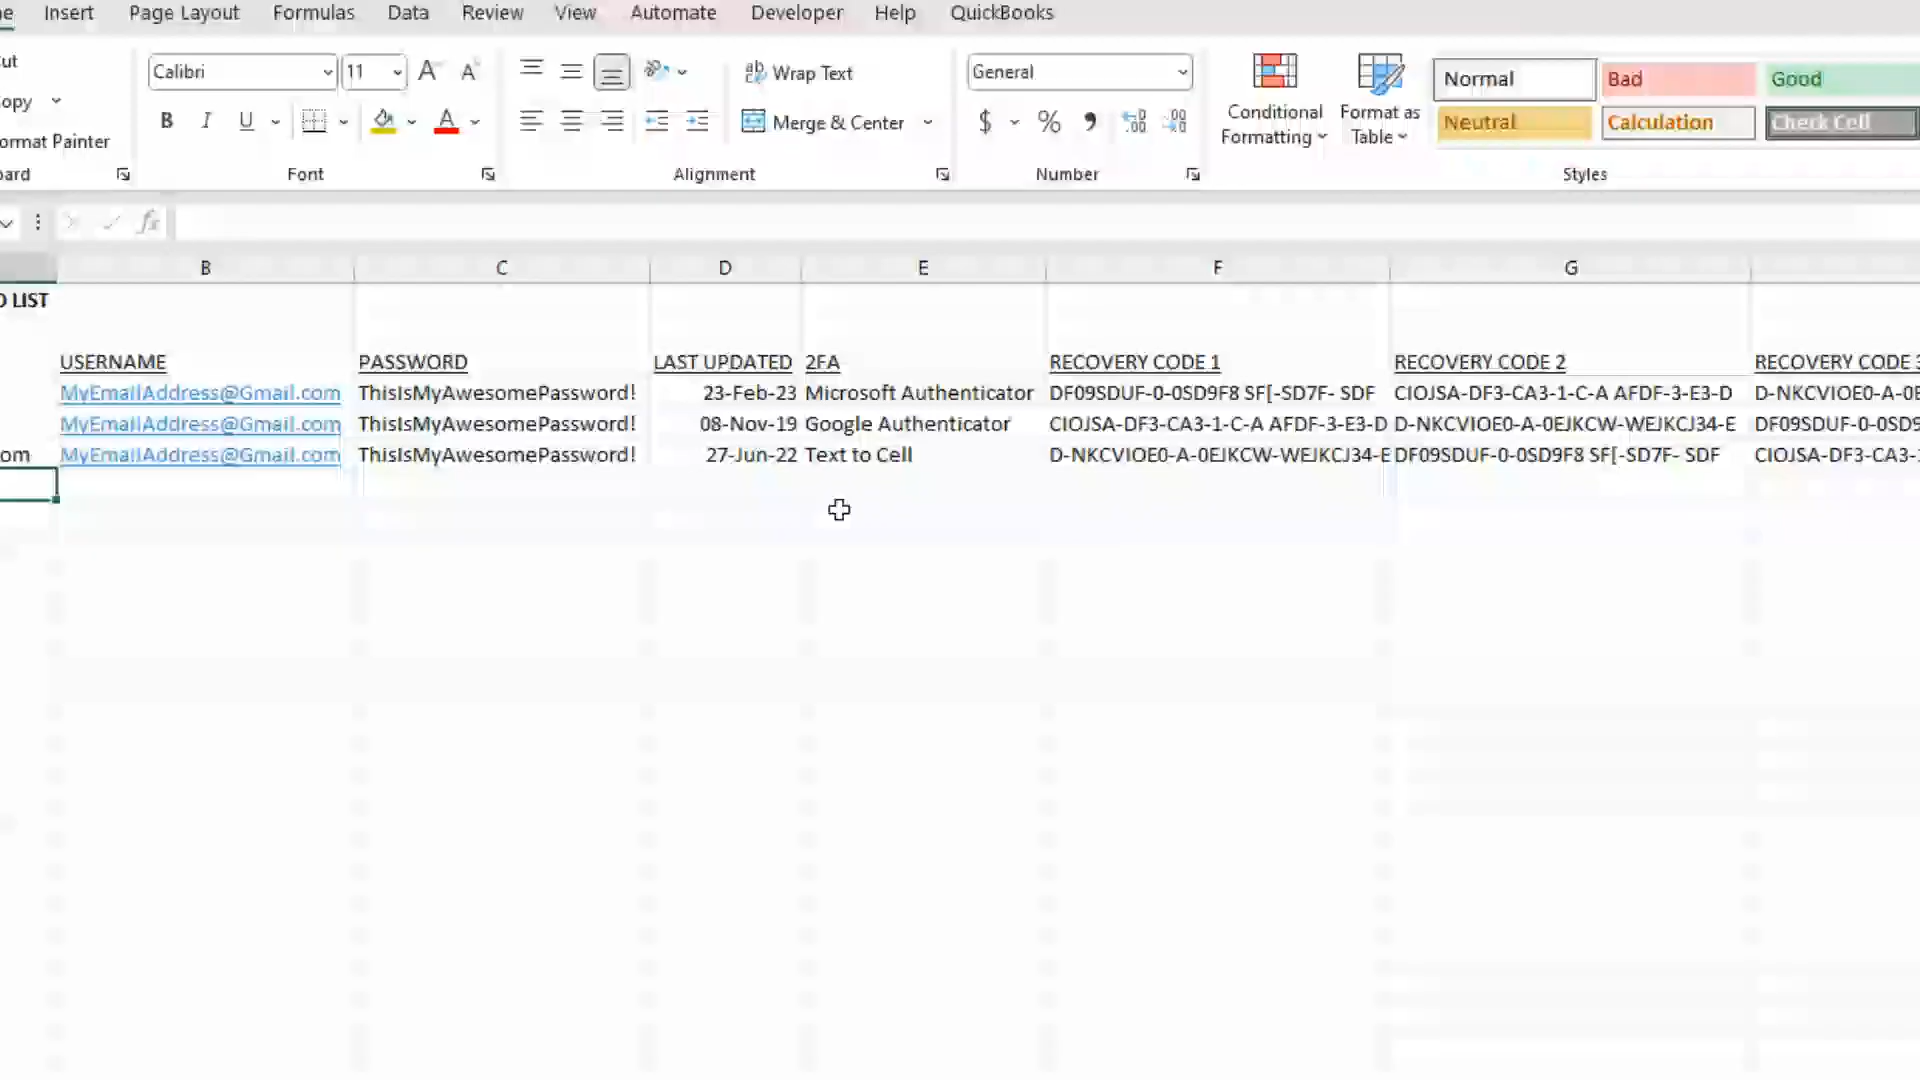 Insert Page Layout Formulas Data Review View Automate Developer Help QuickBooks
Calibri 11 Wrap Text General Normal Bad Good
B I U Merge & Center $ % Conditional Formatting Format as Table Neutral Calculation Check Cell
ormat Painter
Font Alignment Number Styles
fx
B C D E F G
LIST
USERNAME PASSWORD LAST UPDATED 2FA RECOVERY CODE 1 RECOVERY CODE 2 RECOVERY CODE 3
MyEmailAddress@Gmail.com ThisIsMyAwesomePassword! 23-Feb-23 Microsoft Authenticator DF09SDUF-0-0SD9F8 SF[-SD7F- SDF CIOJSA-DF3-CA3-1-C-A AFDF-3-E3-D D-NKCVIOE0-A-0E
MyEmailAddress@Gmail.com ThisIsMyAwesomePassword! 08-Nov-19 Google Authenticator CIOJSA-DF3-CA3-1-C-A AFDF-3-E3-D D-NKCVIOE0-A-0EJKCW-WEJKCJ34-E DF09SDUF-0-0SD9
om MyEmailAddress@Gmail.com ThisIsMyAwesomePassword! 27-Jun-22 Text to Cell D-NKCVIOE0-A-0EJKCW-WEJKCJ34-E DF09SDUF-0-0SD9F8 SF[-SD7F- SDF CIOJSA-DF3-CA3-1